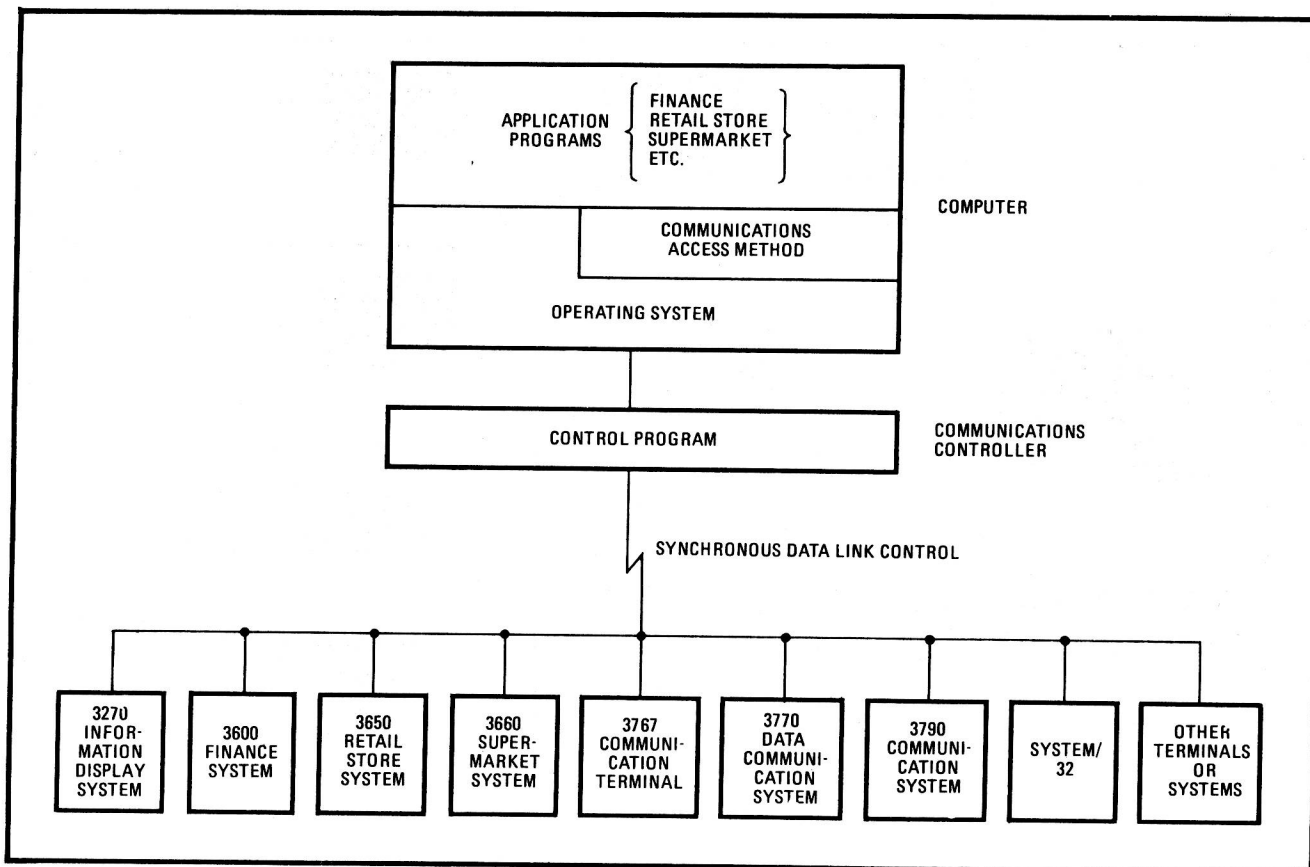 APPLICATION
PROGRAMS
FINANCE
RETAIL STORE
SUPERMARKET
ETC.
COMPUTER
COMMUNICATIONS
ACCESS METHOD
OPERATING SYSTEM
CONTROL PROGRAM
COMMUNICATIONS
CONTROLLER
SYNCHRONOUS DATA LINK CONTROL
3270
INFOR-
MATION
DISPLAY
SYSTEM
3600
FINANCE
SYSTEM
3650
RETAIL
STORE
SYSTEM
3660
SUPER-
MARKET
SYSTEM
3767
COMMUNI-
CATION
TERMINAL
3770
DATA
COMMUNI-
CATION
SYSTEM
3790
COMMUNI-
CATION
SYSTEM
SYSTEM/
32
OTHER
TERMINALS
OR
SYSTEMS